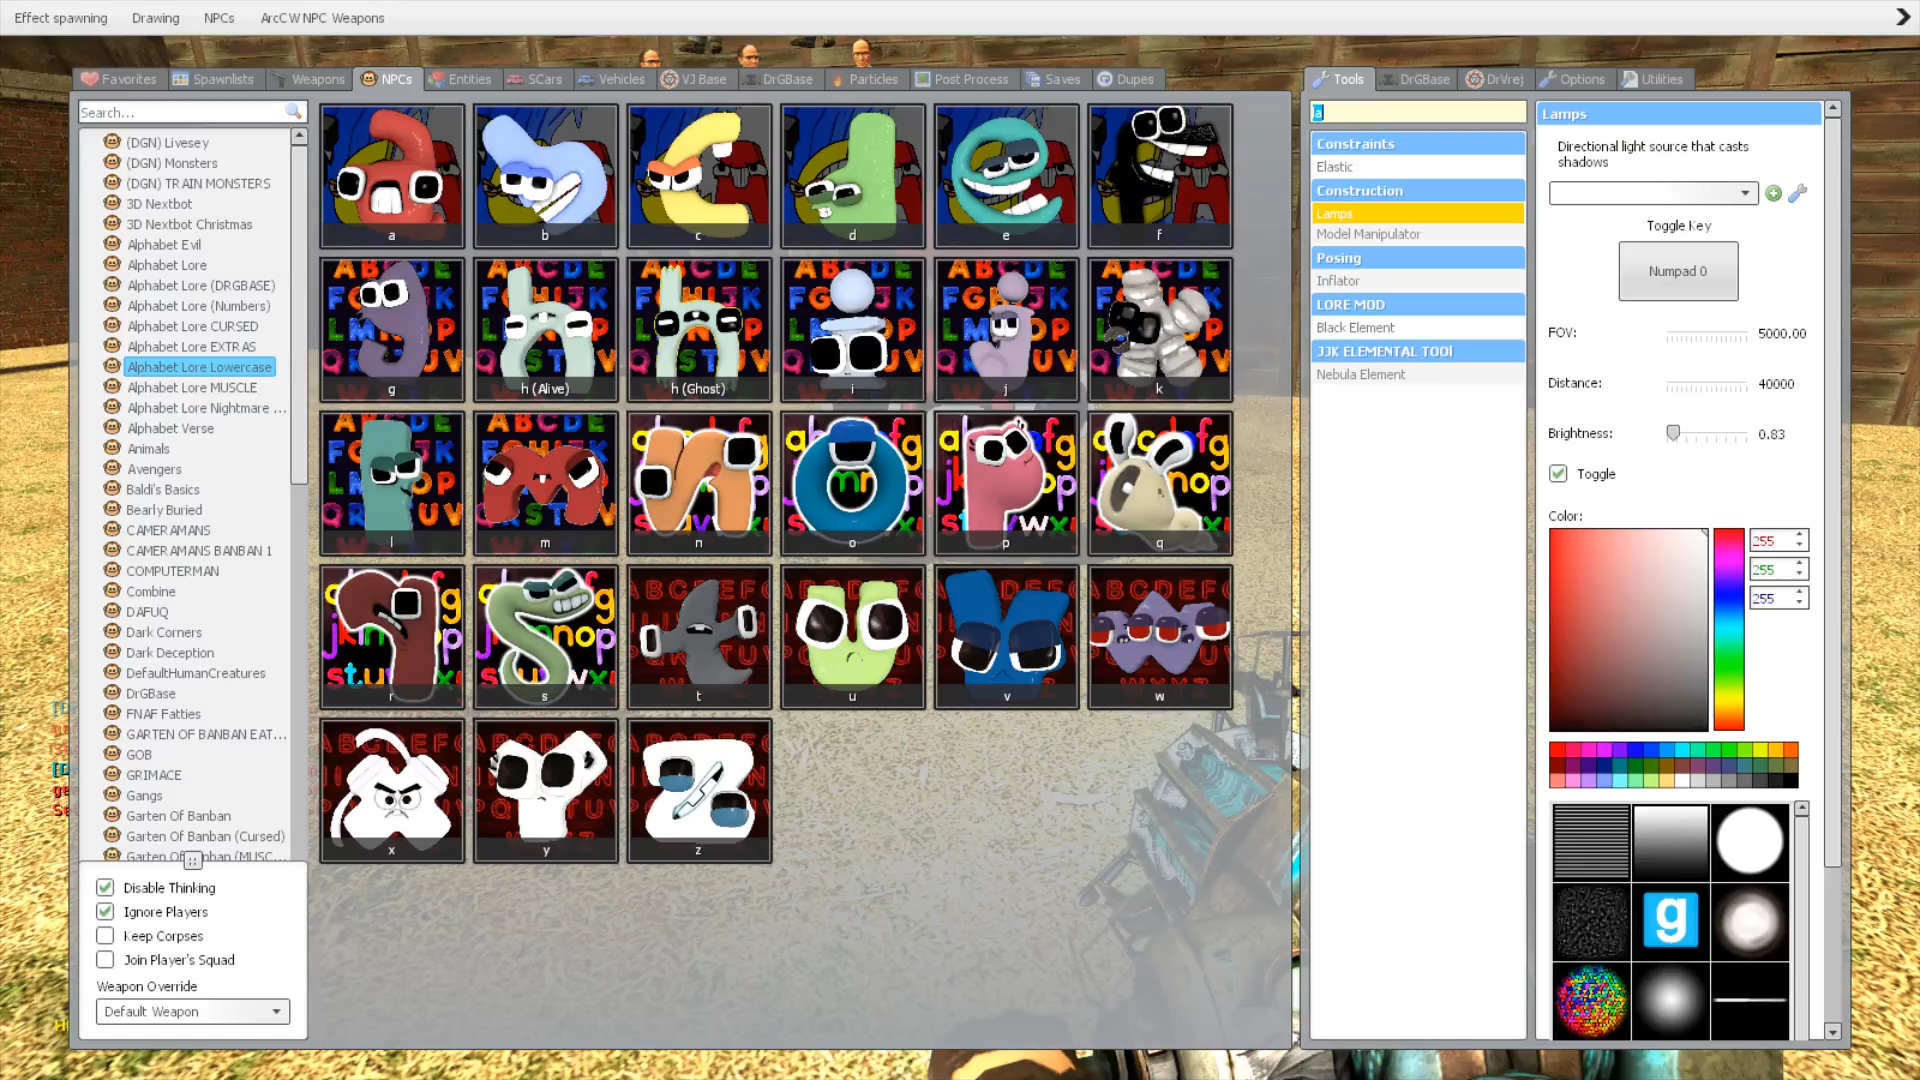 Effect spawning Drawing NPCs ArcCW NPC Weapons
Favorites Spawnlists Weapons NPCs Entities SCars Vehicles VJ Base DrGBase Particles Post Process Saves Dupes
Search...
(DGN) Livesey
(DGN) Monsters
(DGN) TRAIN MONSTERS
3D Nextbot
3D Nextbot Christmas
Alphabet Evil
Alphabet Lore
Alphabet Lore (DRGBASE)
Alphabet Lore (Numbers)
Alphabet Lore CURSED
Alphabet Lore EXTRAS
Alphabet Lore Lowercase
Alphabet Lore MUSCLE
Alphabet Lore Nightmare ...
Alphabet Verse
Animals
Avengers
Baldi's Basics
Bearly Buried
CAMERAMANS
CAMERAMANS BANBAN 1
COMPUTERMAN
Combine
DAFUQ
Dark Corners
Dark Deception
DefaultHumanCreatures
DrGBase
FNAF Fatties
GARTEN OF BANBAN EAT...
GOB
GRIMACE
Gangs
Garten Of Banban
Garten Of Banban (Cursed)
Garten Of Banban (MUSC...
Disable Thinking
Ignore Players
Keep Corpses
Join Player's Squad
Weapon Override
Default Weapon
a b c d e f
g h (Alive) h (Ghost) i j k
l m n o p q
r s t u v w
x y z
Tools DrGBase DrVrej Options Utilities
a
Constraints
Elastic
Construction
Lamps
Model Manipulator
Posing
Inflator
LORE MOD
Black Element
JJK ELEMENTAL TOOl
Nebula Element
Lamps
Directional light source that casts
shadows
Toggle Key
Numpad 0
FOV: 5000.00
Distance: 40000
Brightness: 0.83
Toggle
Color:
255
255
255
g